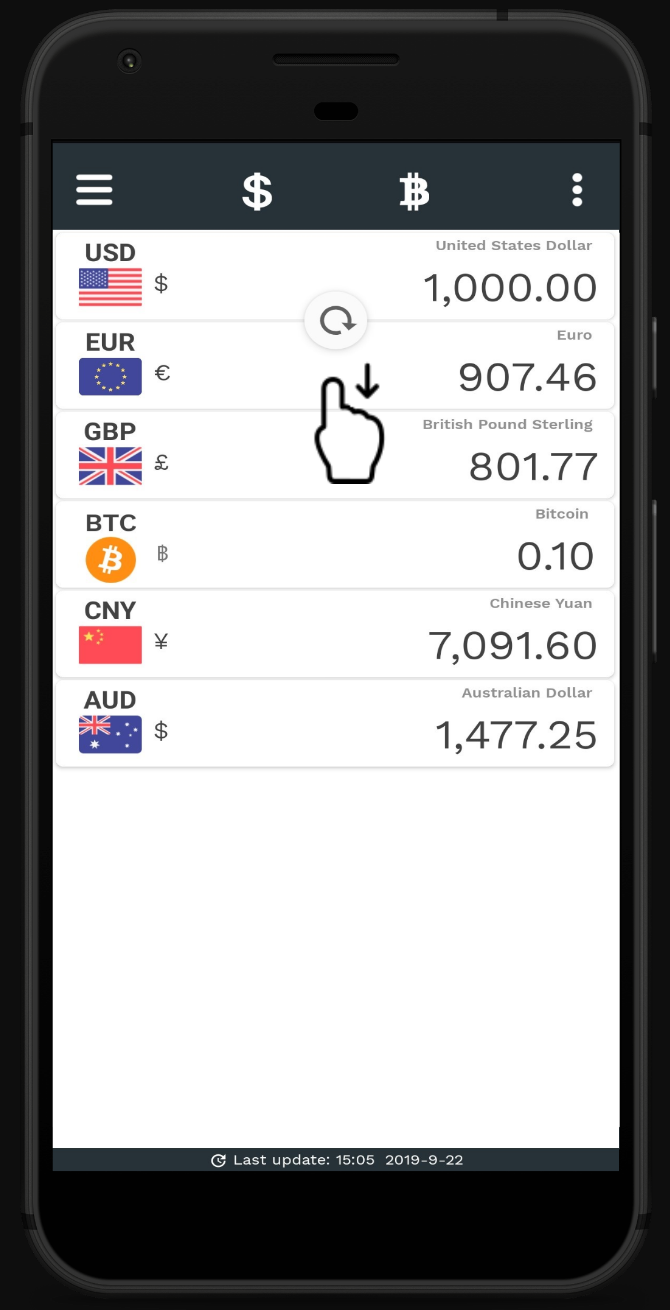 $ ₿
USD
United States Dollar
$
1,000.00
EUR
Euro
€
907.46
GBP
British Pound Sterling
£
801.77
BTC
Bitcoin
฿
0.10
CNY
Chinese Yuan
¥
7,091.60
AUD
Australian Dollar
$
1,477.25
Last update: 15:05 2019-9-22